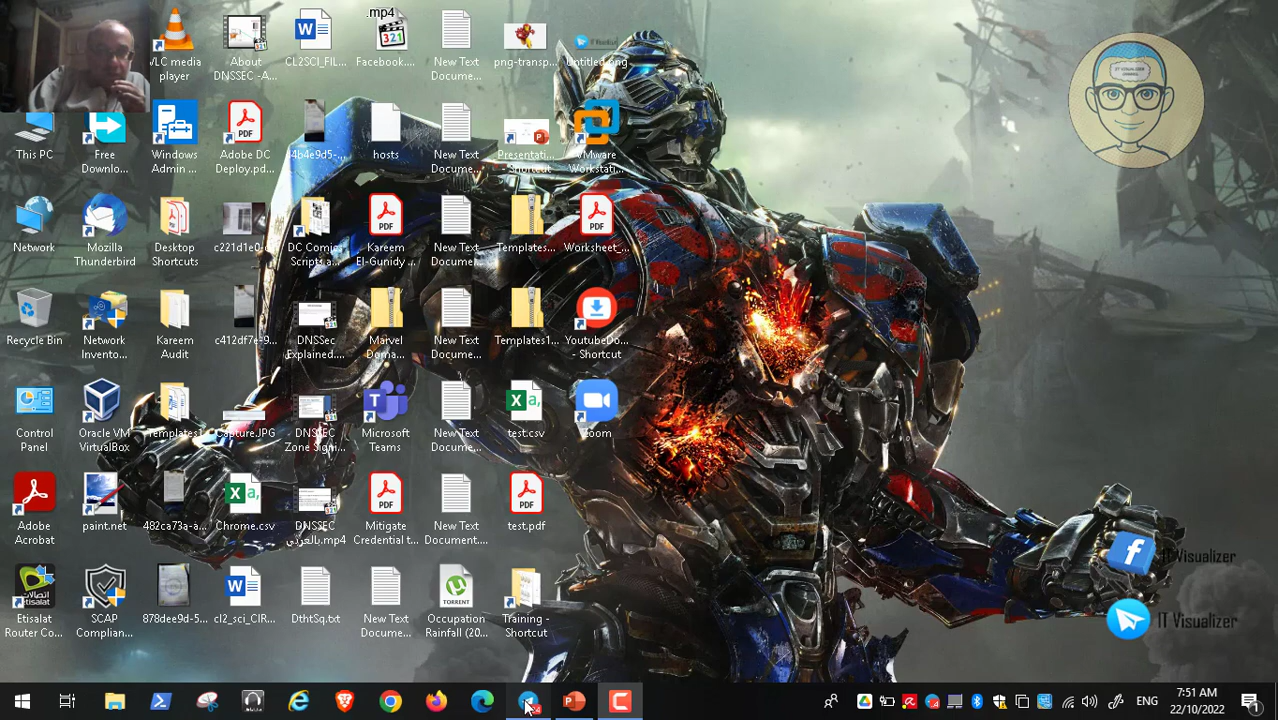 VLC media
player
About
DNSSEC -A...
CL2SCI_FIL...
.mp4
Facebook....
New Text
Docume...
png-transp...
Untitled.png
This PC
Free
Downlo...
Windows
Admin ...
Adobe DC
Deploy.pd...
hosts
New Text
Docume...
Presentati...
- Shortcut
VMware
Workstati...
Network
Mozilla
Thunderbird
Desktop
Shortcuts
c221d1e0-d...
DC Comics
Scripts a...
Kareem
El-Gunidy ...
New Text
Docume...
Templates...
Worksheet_...
Recycle Bin
Network
Invento...
Kareem
Audit
c412df7e-9...
DNSSec
Explained....
Marvel
Doma...
New Text
Docume...
Templates1...
YoutubeDo...
- Shortcut
Control
Panel
Oracle VM
VirtualBox
Templates1
Capture.JPG
DNSSEC
Zone Signi...
Microsoft
Teams
New Text
Docume...
test.csv
Zoom
Adobe
Acrobat
paint.net
482ca73a-a...
Chrome.csv
DNSSEC
بالعربي.mp4
Mitigate
Credential t...
New Text
Document....
test.pdf
Etisalat
Router Co...
SCAP
Complian...
878dee9d-5...
cl2_sci_CIR...
DthtSq.txt
New Text
Docume...
Occupation
Rainfall (20...
Training -
Shortcut
IT Visualizer
IT Visualizer
ENG
7:51 AM
22/10/2022